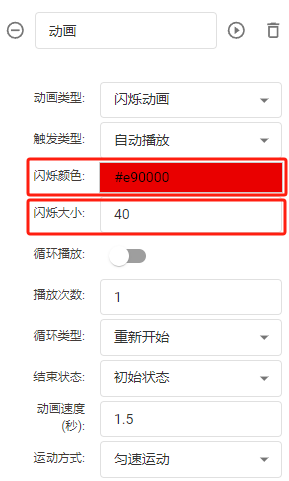 动画
动画类型: 闪烁动画
触发类型: 自动播放
闪烁颜色: #e90000
闪烁大小: 40
循环播放:
播放次数: 1
循环类型: 重新开始
结束状态: 初始状态
动画速度
(秒): 1.5
运动方式: 匀速运动